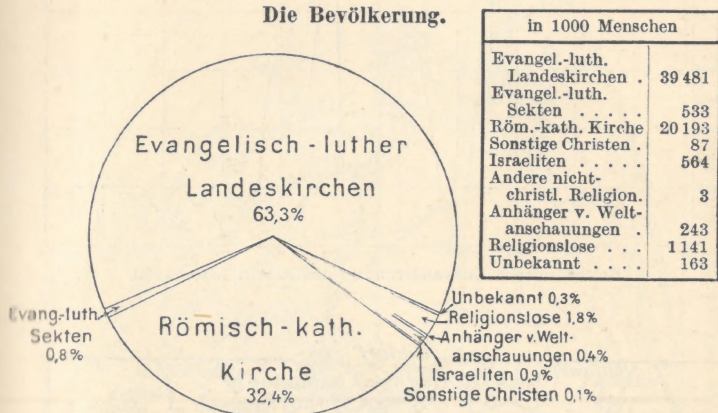 Die Bevölkerung.
in 1000 Menschen
Evangel.-luth.
Landeskirchen . 39 481
Evangel.-luth.
Sekten . . . . . 533
Röm.-kath. Kirche 20 193
Sonstige Christen . 87
Israeliten . . . . . 564
Andere nicht-
christl. Religion. 3
Anhänger v. Welt-
anschauungen . 243
Religionslose . . . 1 141
Unbekannt . . . . 163
Evangelisch-luther
Landeskirchen
63,3%
Evang.-luth.
Sekten
0,8%
Römisch-kath.
Kirche
32,4%
Unbekannt 0,3%
Religionslose 1,8%
Anhänger v. Welt-
anschauungen 0,4%
Israeliten 0,9%
Sonstige Christen 0,1%